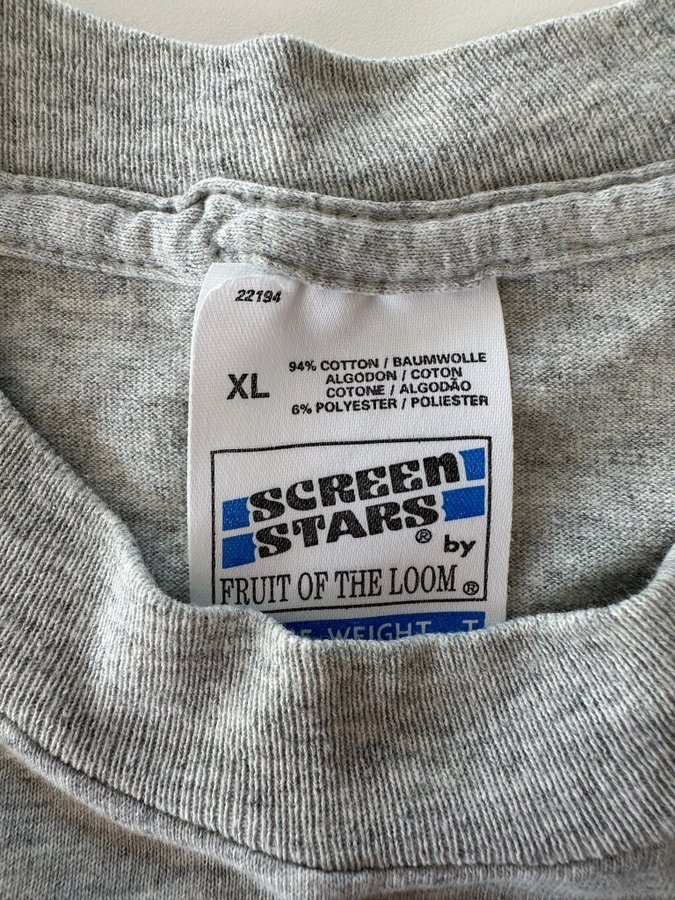 22194
XL
94% COTTON / BAUMWOLLE
ALGODON / COTON
COTONE / ALGODÃO
6% POLYESTER / POLIESTER
SCREEN
STARS® by
FRUIT OF THE LOOM ®
WEIGHT